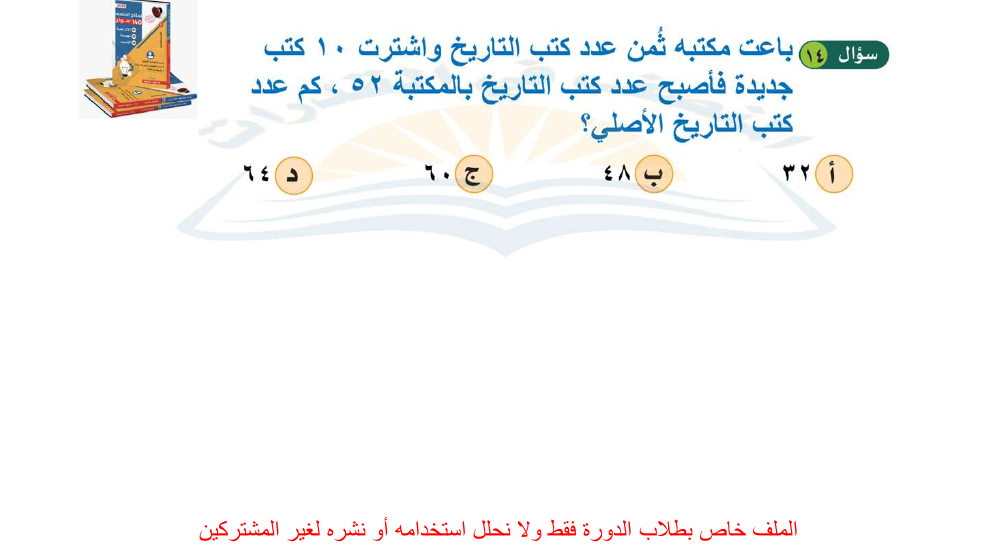 سؤال ١٤
باعت مكتبه ثُمن عدد كتب التاريخ واشترت ١٠ كتب
جديدة فأصبح عدد كتب التاريخ بالمكتبة ٥٢ ، كم عدد
كتب التاريخ الأصلي؟
أ ٣٢ ب ٤٨ ج ٦٠ د ٦٤
الملف خاص بطلاب الدورة فقط ولا نحلل استخدامه أو نشره لغير المشتركين